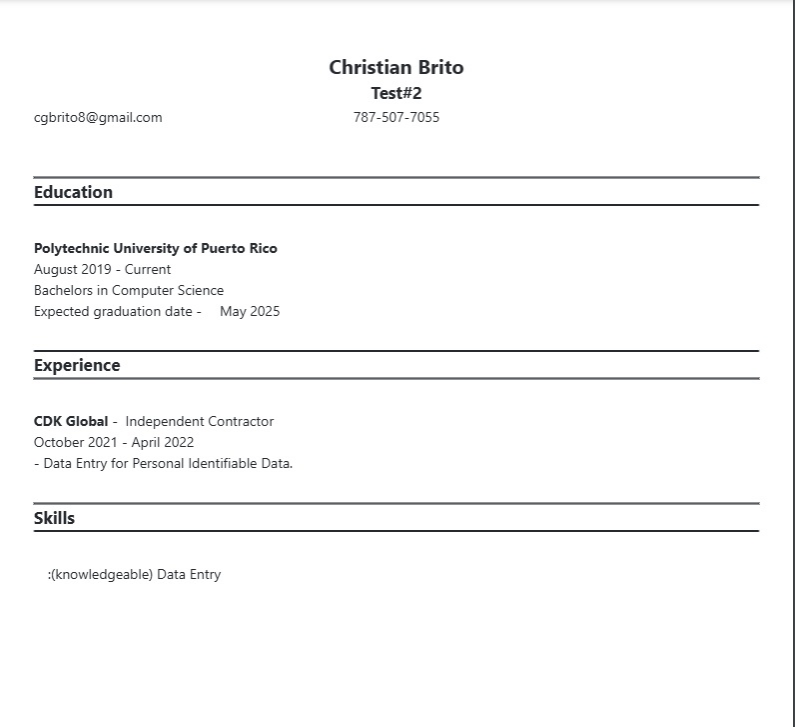 Christian Brito
Test#2
cgbrito8@gmail.com 787-507-7055
Education
Polytechnic University of Puerto Rico
August 2019 - Current
Bachelors in Computer Science
Expected graduation date - May 2025
Experience
CDK Global - Independent Contractor
October 2021 - April 2022
- Data Entry for Personal Identifiable Data.
Skills
:(knowledgeable) Data Entry